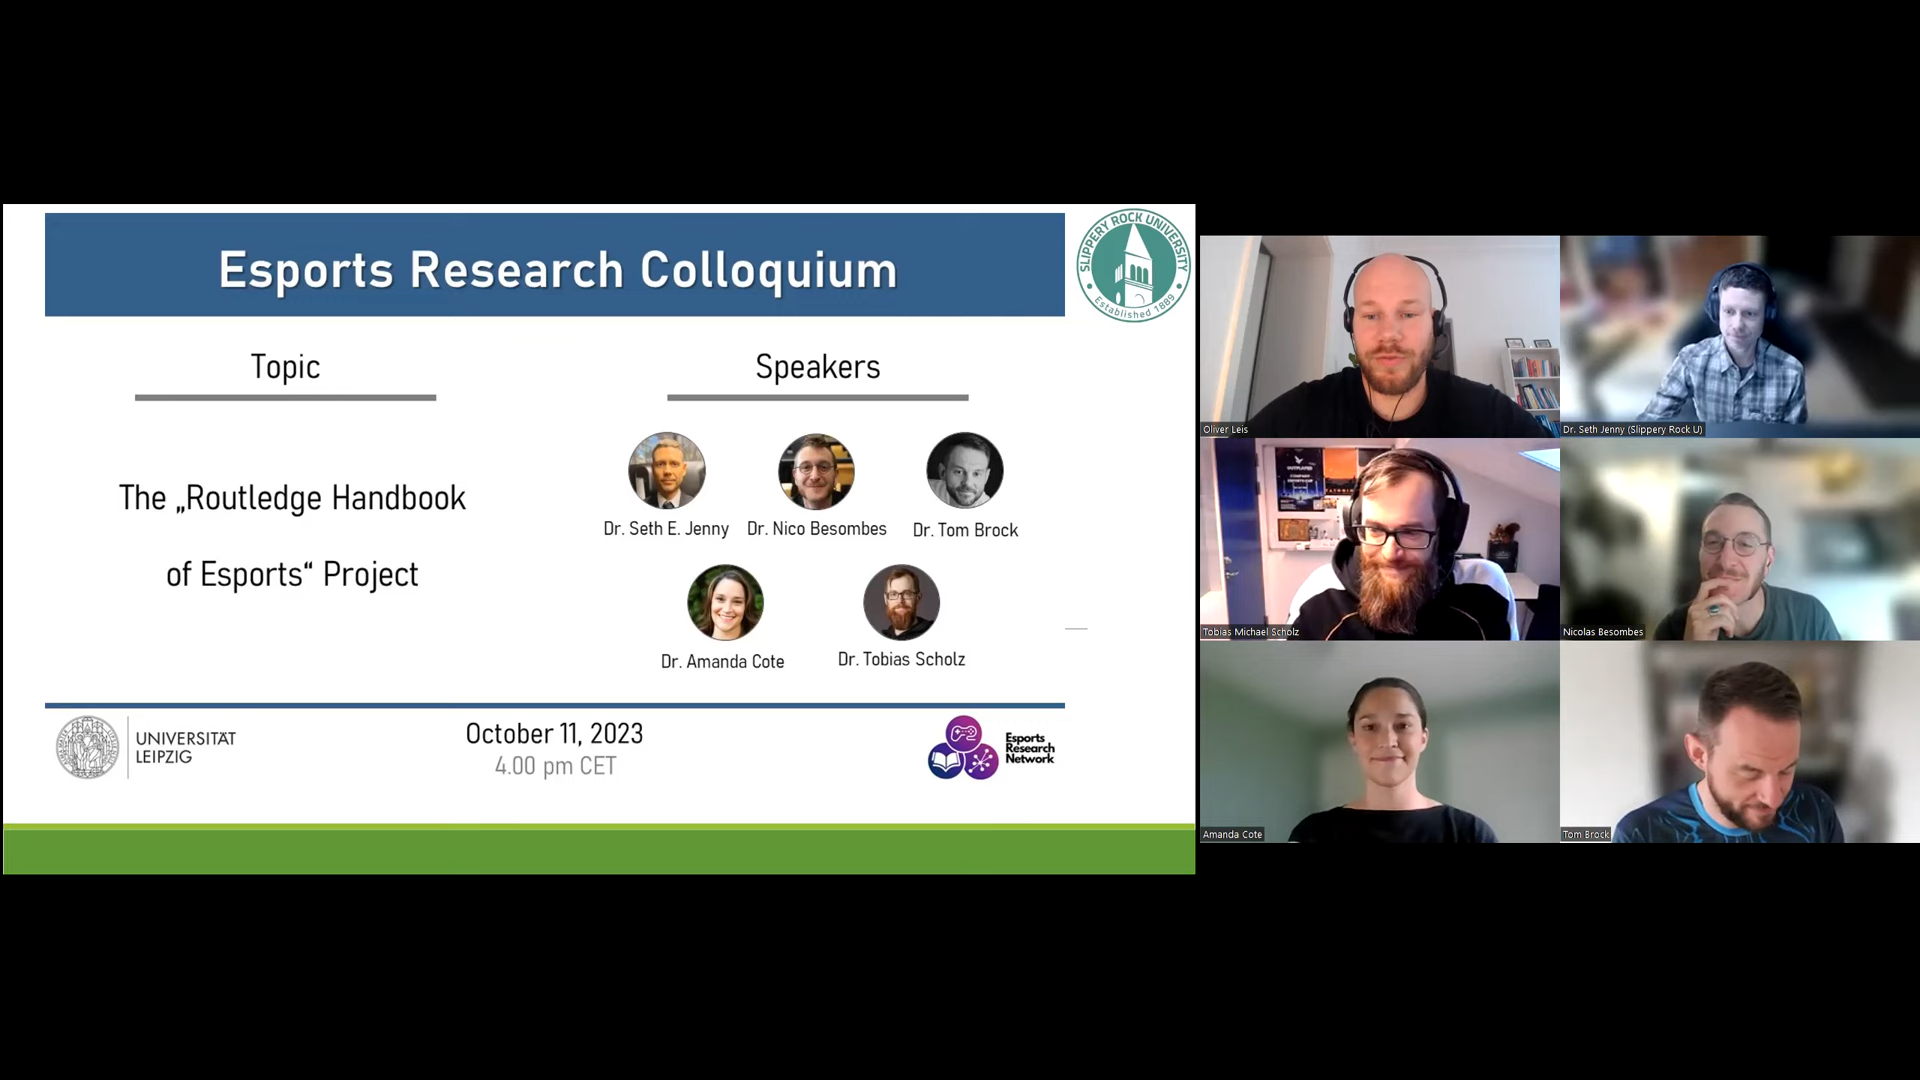 Esports Research Colloquium
SLIPPERY ROCK UNIVERSITY
Established 1889
Topic
Speakers
The „Routledge Handbook
of Esports“ Project
Dr. Seth E. Jenny
Dr. Nico Besombes
Dr. Tom Brock
Dr. Amanda Cote
Dr. Tobias Scholz
UNIVERSITÄT
LEIPZIG
October 11, 2023
4.00 pm CET
Esports
Research
Network
Oliver Leis
Dr. Seth Jenny (Slippery Rock U)
Tobias Michael Scholz
Nicolas Besombes
Amanda Cote
Tom Brock